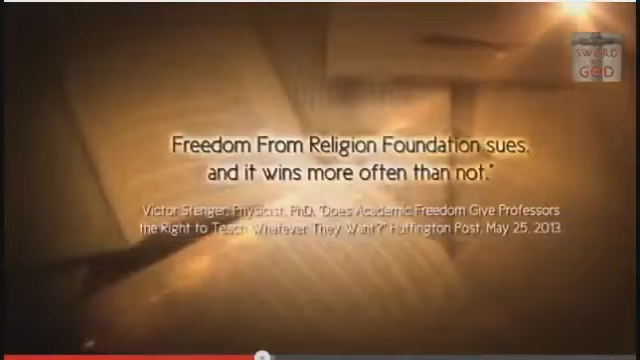 SWORD
OF
GOD
Freedom From Religion Foundation sues,
and it wins more often than not."
Victor Stenger, Physicist, PhD, "Does Academic Freedom Give Professors
the Right to Teach Whatever They Want?" Huffington Post, May 25, 2013.